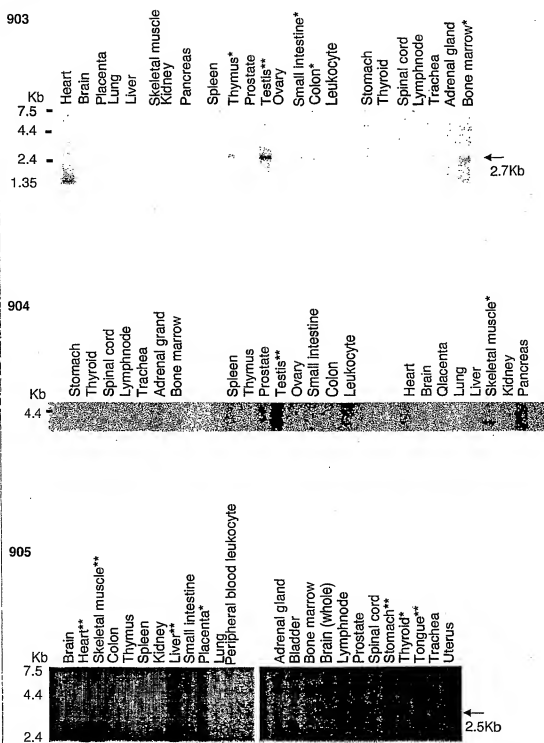 903
Heart
Brain
Placenta
Lung
Liver
Skeletal muscle
Kidney
Pancreas
Spleen
Thymus*
Prostate
Testis**
Ovary
Small intestine*
Colon*
Leukocyte
Stomach
Thyroid
Spinal cord
Lymphnode
Trachea
Adrenal gland
Bone marrow*
Kb
7.5
4.4
2.4
1.35
2.7Kb
904
Stomach
Thyroid
Spinal cord
Lymphnode
Trachea
Adrenal grand
Bone marrow
Spleen
Thymus
Prostate
Testis**
Ovary
Small intestine
Colon
Leukocyte
Heart
Brain
Qlacenta
Lung
Liver
Skeletal muscle*
Kidney
Pancreas
Kb
4.4
905
Brain
Heart**
Skeletal muscle**
Colon
Thymus
Spleen
Kidney
Liver**
Small intestine
Placenta*
Lung
Peripheral blood leukocyte
Adrenal gland
Bladder
Bone marrow
Brain (whole)
Lymphnode
Prostate
Spinal cord
Stomach**
Thyroid*
Tongue**
Trachea
Uterus
Kb
7.5
4.4
2.4
2.5Kb